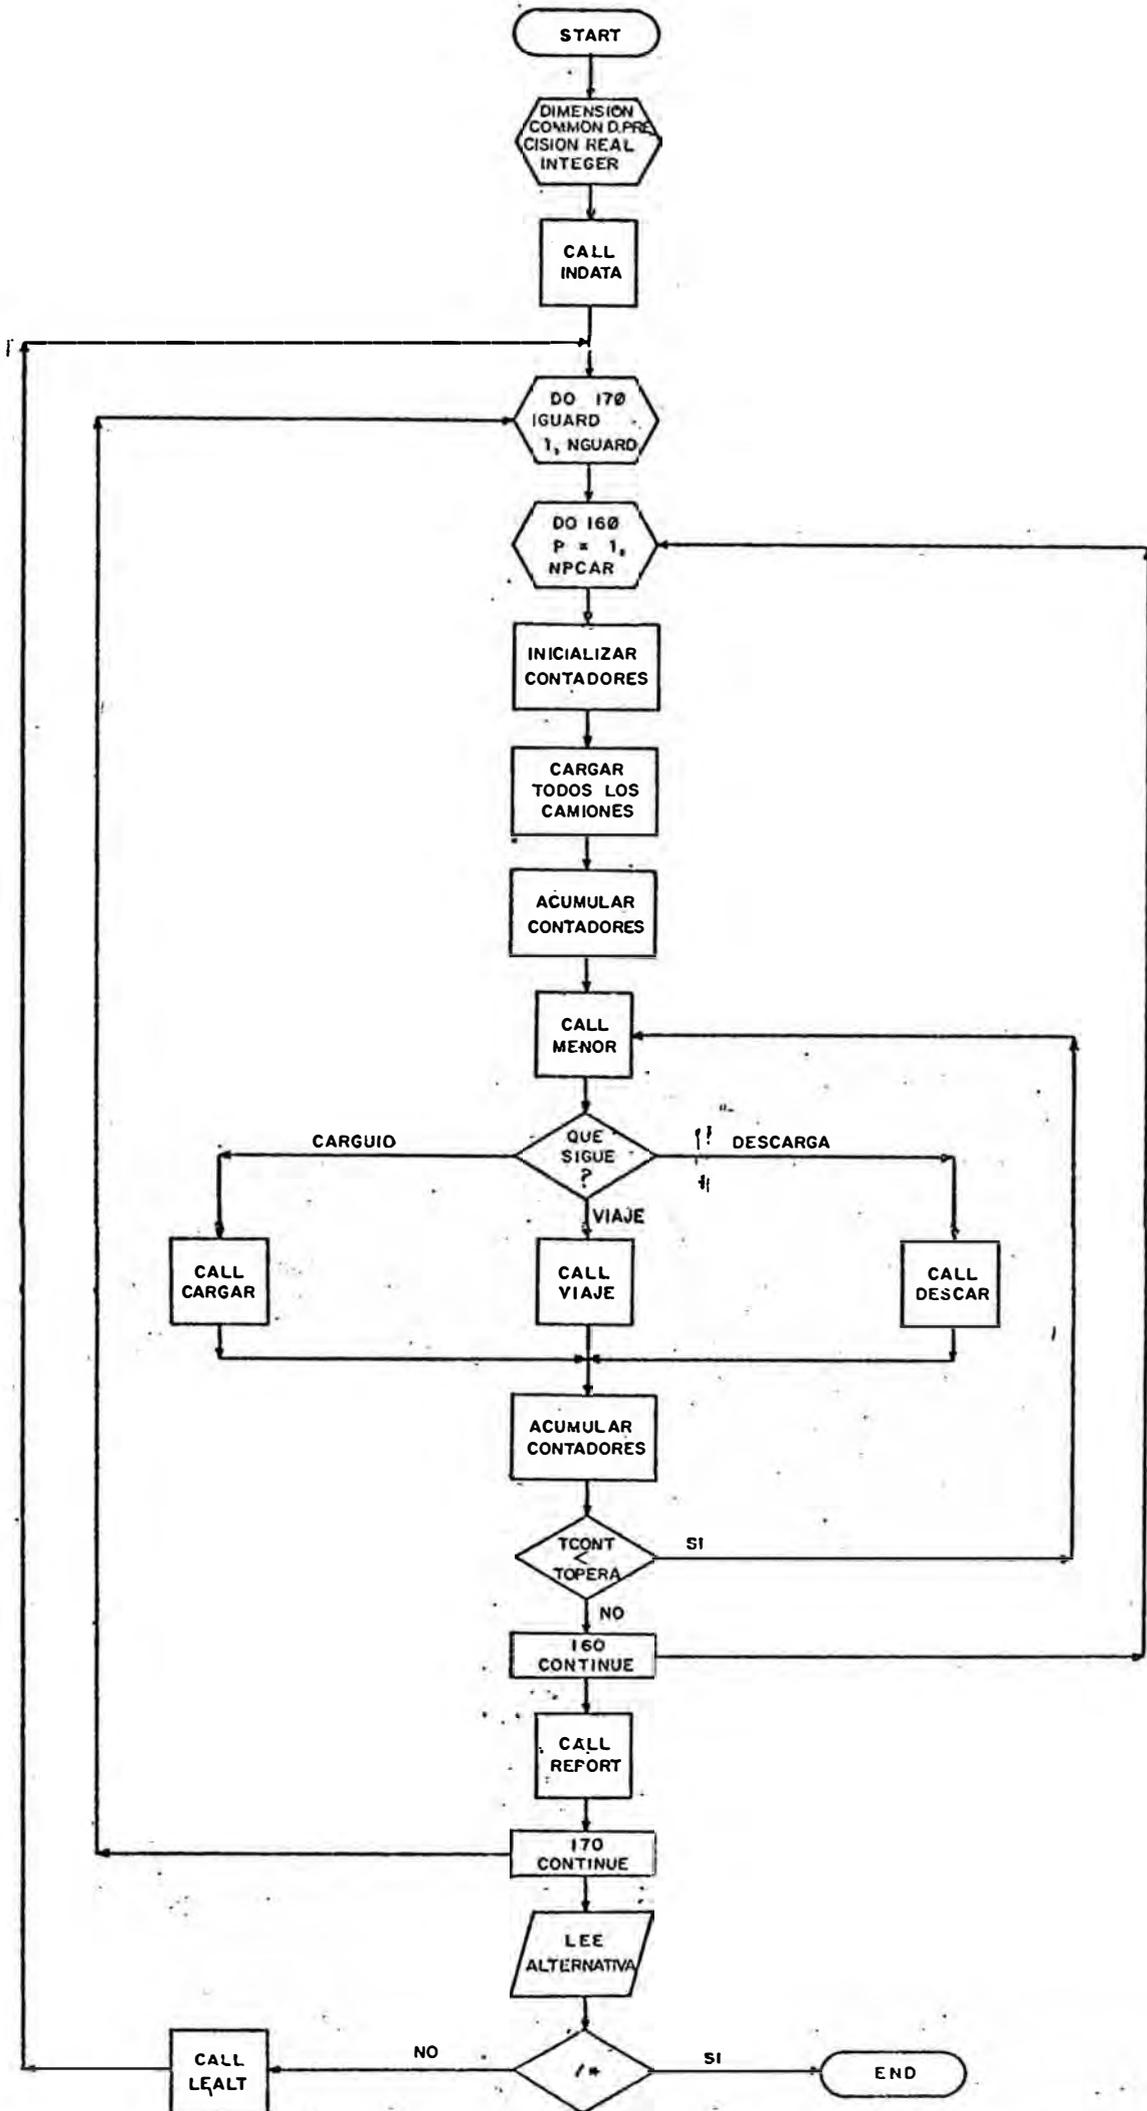 START
DIMENSION
COMMON D.PRE
CISION REAL
INTEGER
CALL
INDATA
DO 170
IGUARD
1, NGUARD
DO 160
P = 1,
NPCAR
INICIALIZAR
CONTADORES
CARGAR
TODOS LOS
CAMIONES
ACUMULAR
CONTADORES
CALL
MENOR
QUE
SIGUE
?
CARGUIO
DESCARGA
VIAJE
CALL
CARGAR
CALL
VIAJE
CALL
DESCAR
ACUMULAR
CONTADORES
TCONT
<
TOPERA
SI
NO
160
CONTINUE
CALL
REPORT
170
CONTINUE
LEE
ALTERNATIVA
/*
NO
SI
CALL
LEALT
END